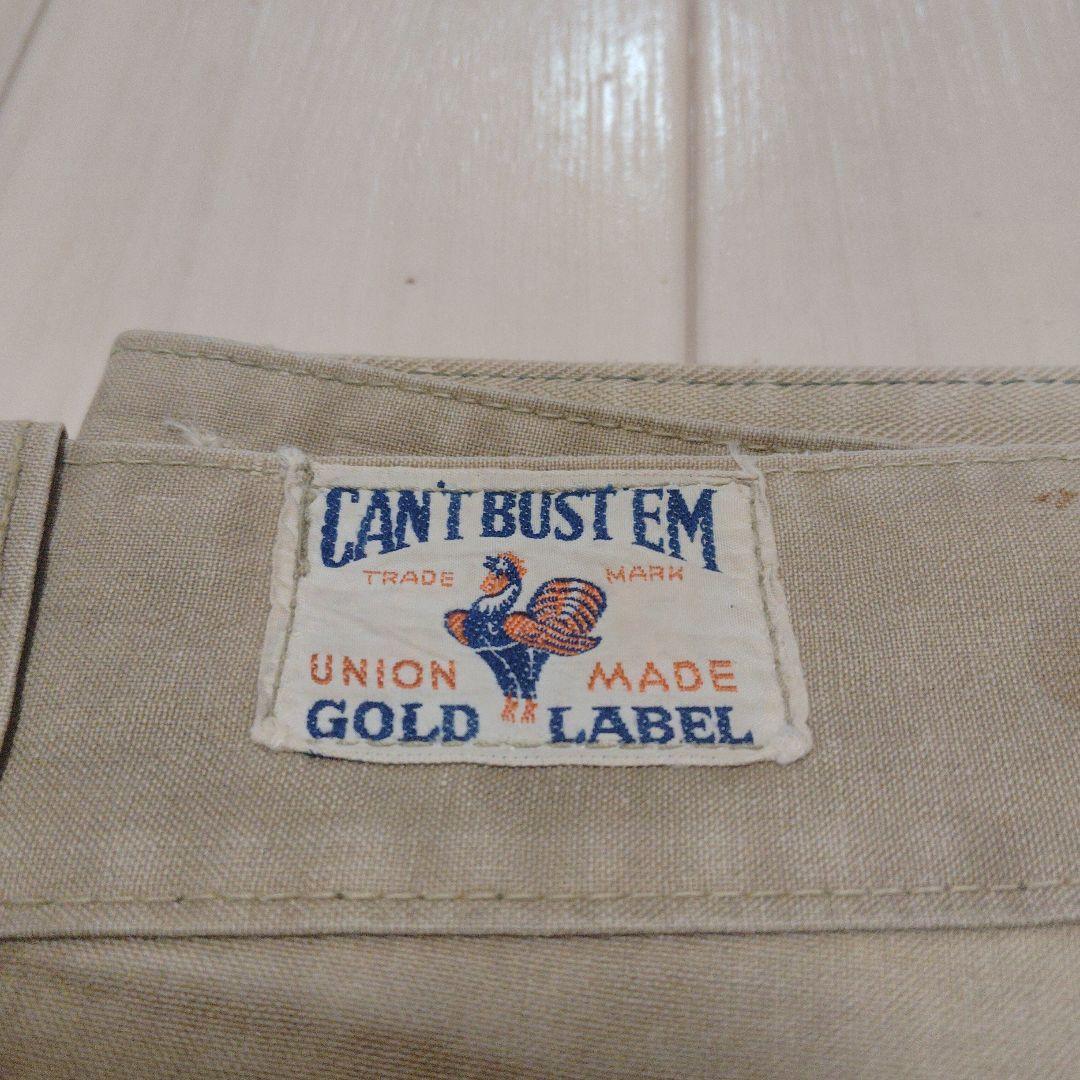 CAN'T BUST EM
TRADE MARK
UNION MADE
GOLD LABEL